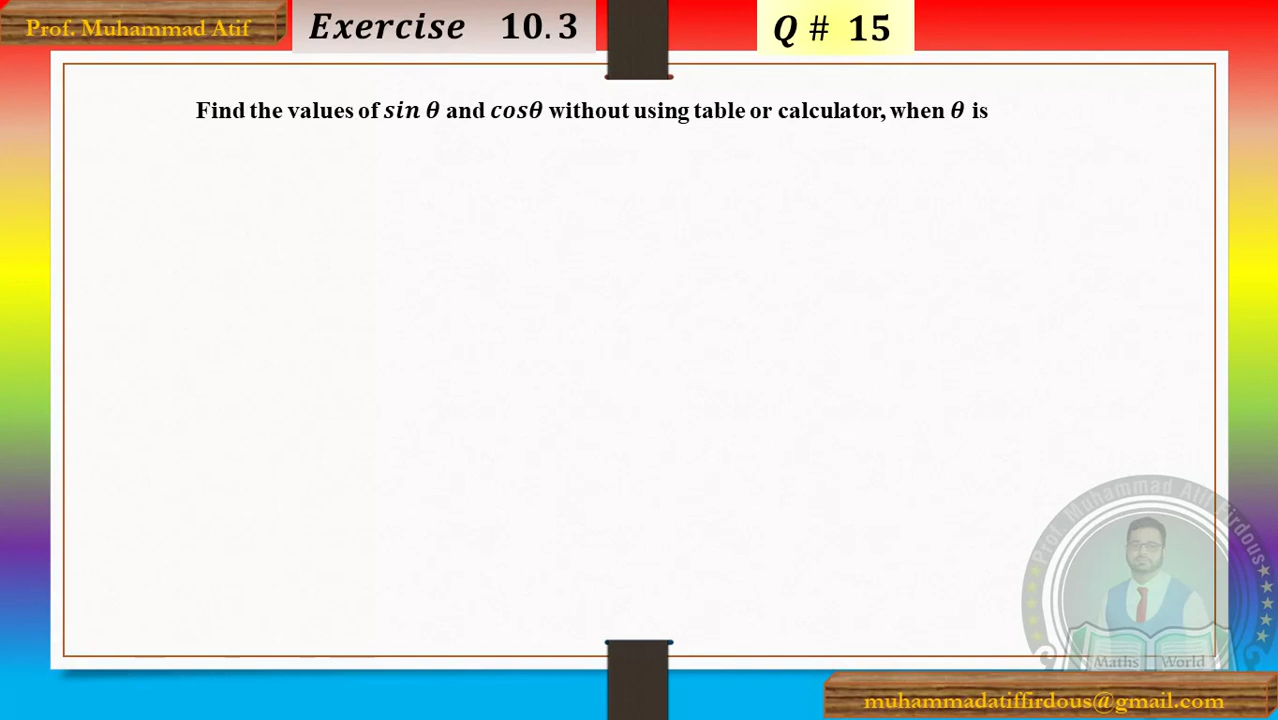 Prof. Muhammad Atif
Exercise 10.3
Q # 15
Find the values of sin θ and cosθ without using table or calculator, when θ is
Prof. Muhammad Atif Firdous
Maths World
muhammadatiffirdous@gmail.com